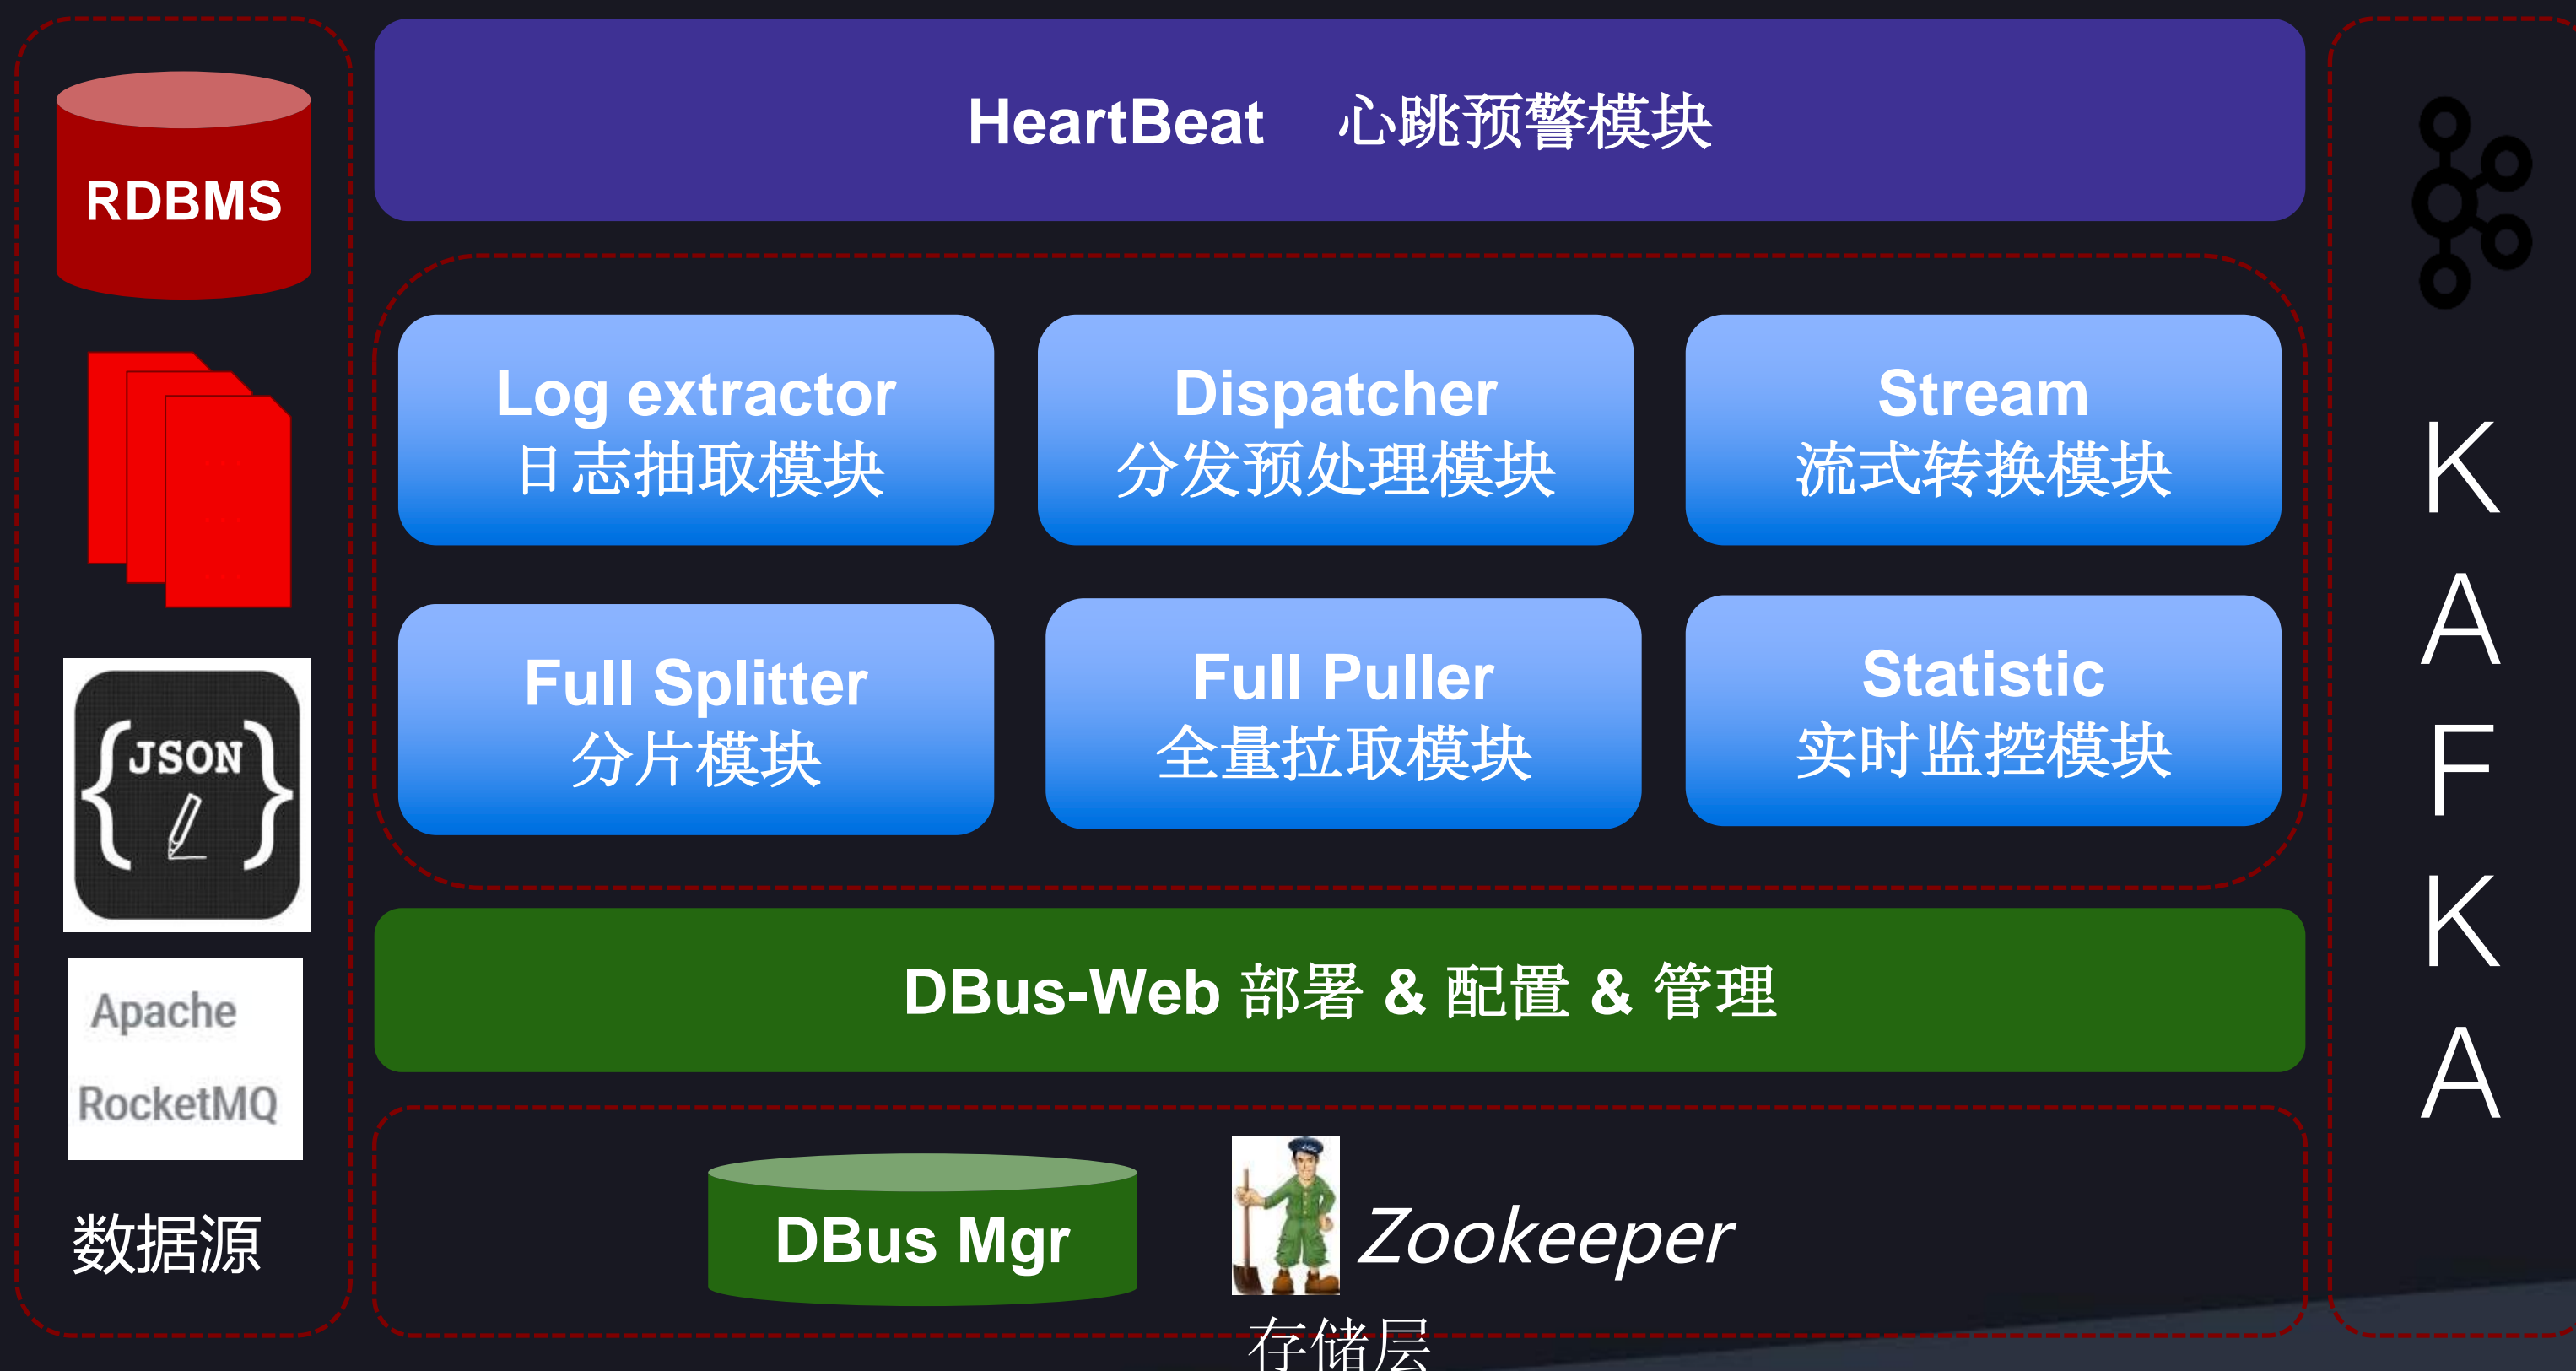 RDBMS
JSON
Apache
RocketMQ
数据源
HeartBeat 心跳预警模块
Log extractor
日志抽取模块
Dispatcher
分发预处理模块
Stream
流式转换模块
Full Splitter
分片模块
Full Puller
全量拉取模块
Statistic
实时监控模块
DBus-Web 部署 & 配置 & 管理
DBus Mgr
Zookeeper
存储层
K
A
F
K
A